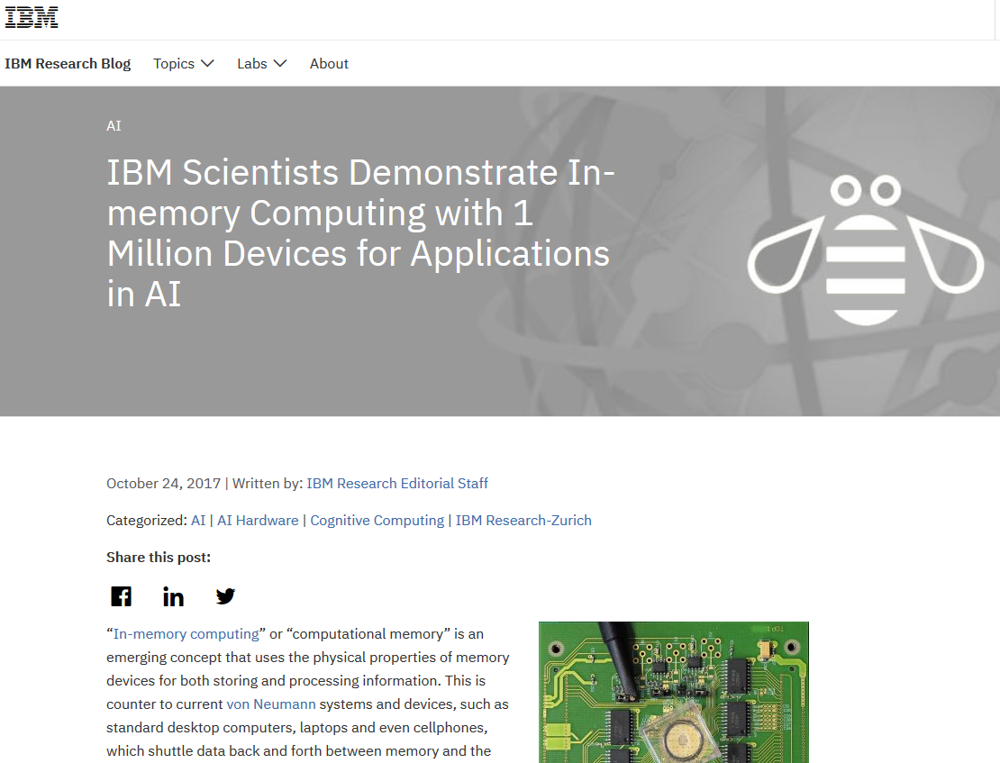 IBM
IBM Research Blog Topics Labs About
AI
IBM Scientists Demonstrate In-
memory Computing with 1
Million Devices for Applications
in AI
October 24, 2017 | Written by: IBM Research Editorial Staff
Categorized: AI | AI Hardware | Cognitive Computing | IBM Research-Zurich
Share this post:
“In-memory computing” or “computational memory” is an
emerging concept that uses the physical properties of memory
devices for both storing and processing information. This is
counter to current von Neumann systems and devices, such as
standard desktop computers, laptops and even cellphones,
which shuttle data back and forth between memory and the